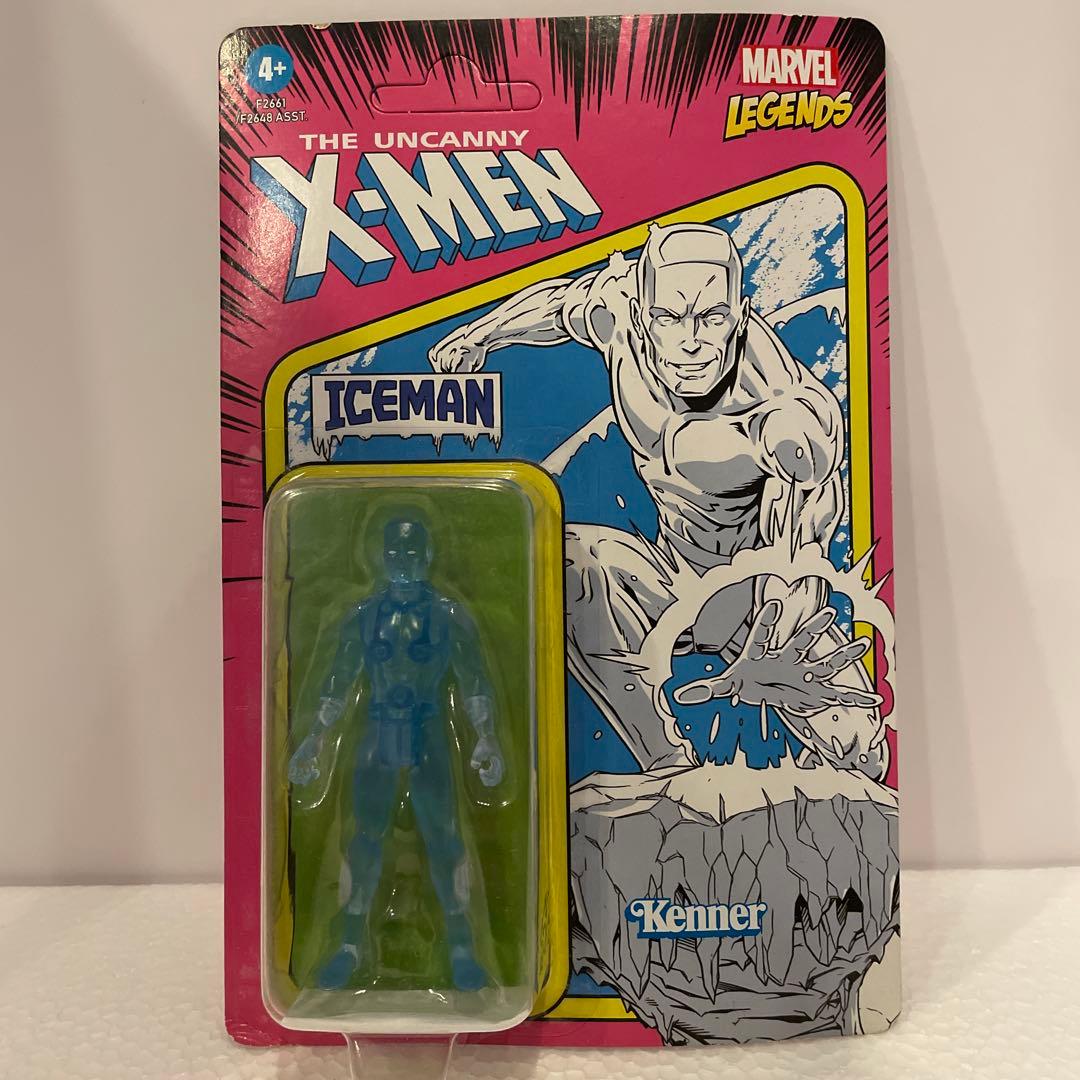 4+
F2661
/F2648 ASST.
MARVEL
LEGENDS
THE UNCANNY
X-MEN
ICEMAN
Kenner